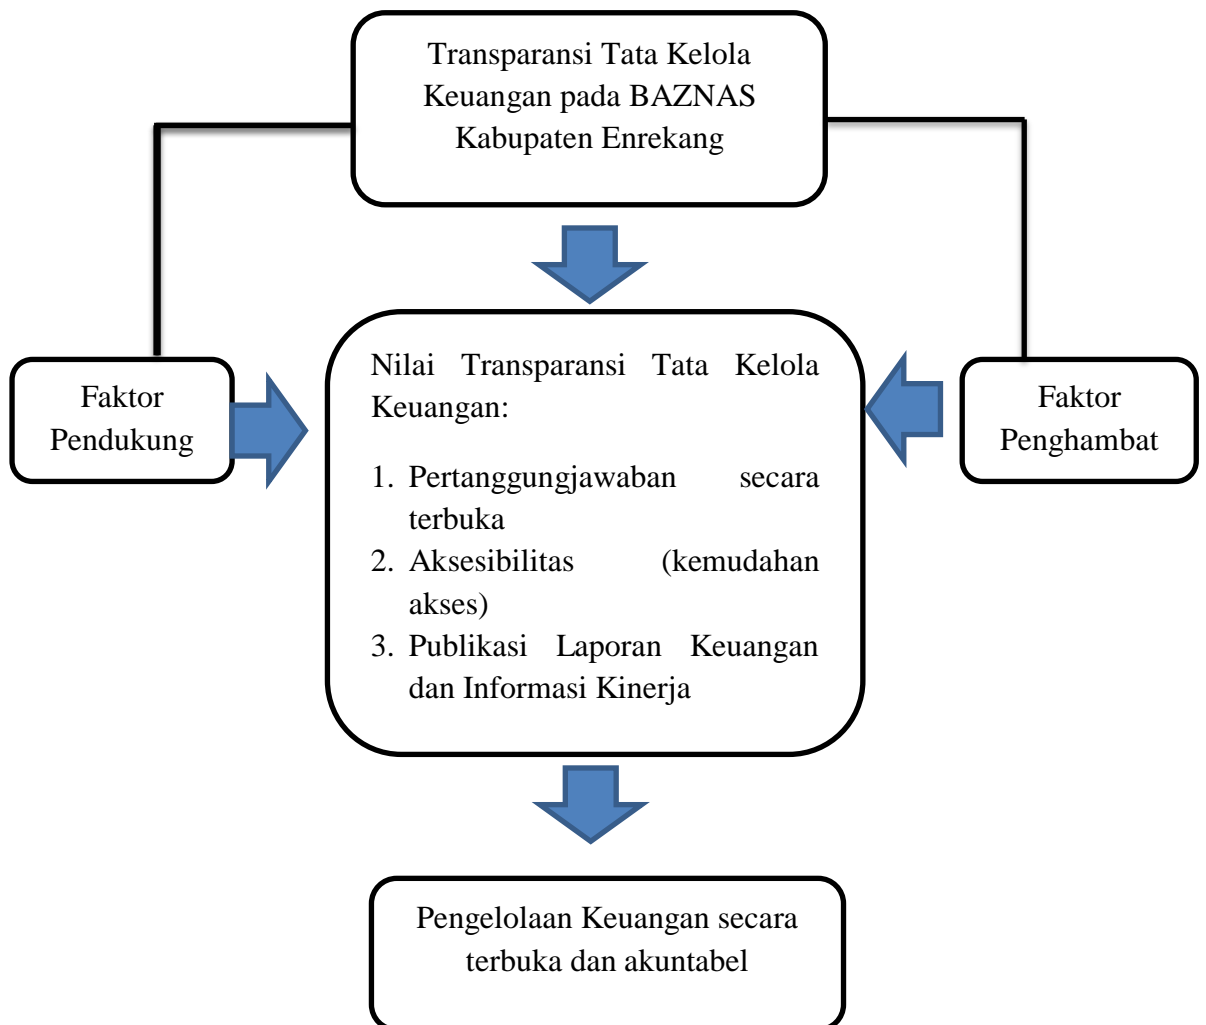 Transparansi Tata Kelola
Keuangan pada BAZNAS
Kabupaten Enrekang
Faktor
Pendukung
Nilai Transparansi Tata Kelola
Keuangan:
1. Pertanggungjawaban secara
terbuka
2. Aksesibilitas (kemudahan
akses)
3. Publikasi Laporan Keuangan
dan Informasi Kinerja
Faktor
Penghambat
Pengelolaan Keuangan secara
terbuka dan akuntabel